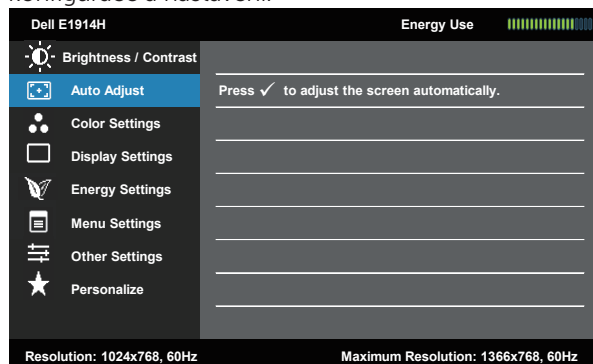 Dell E1914H Energy Use
Brightness / Contrast
Auto Adjust Press ✓ to adjust the screen automatically.
Color Settings
Display Settings
Energy Settings
Menu Settings
Other Settings
Personalize
Resolution: 1024x768, 60Hz Maximum Resolution: 1366x768, 60Hz